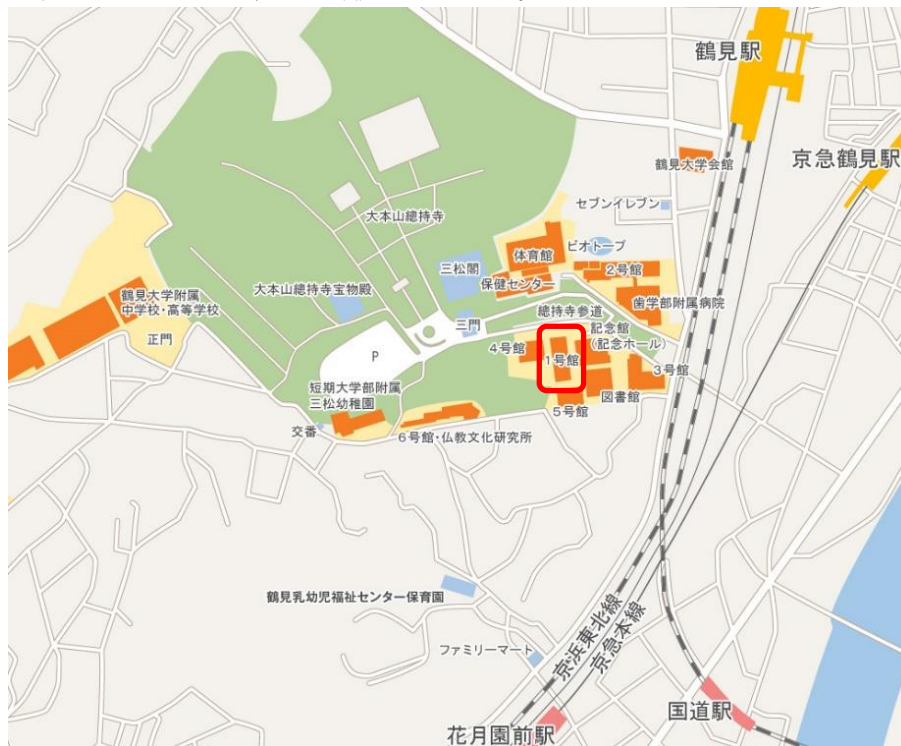 鶴見駅
鶴見大学会館
京急鶴見駅
セブンイレブン
大本山總持寺
体育館
ビオトープ
三松閣
2号館
保健センター
大本山總持寺宝物殿
鶴見大学附属
中学校・高等学校
歯学部附属病院
總持寺参道
三門
記念館
(記念ホール)
正門
4号館
P
1号館
3号館
短期大学部附属
三松幼稚園
図書館
5号館
交番
6号館・仏教文化研究所
鶴見乳幼児福祉センター保育園
京浜東北線
京急本線
ファミリーマート
国道駅
花月園前駅